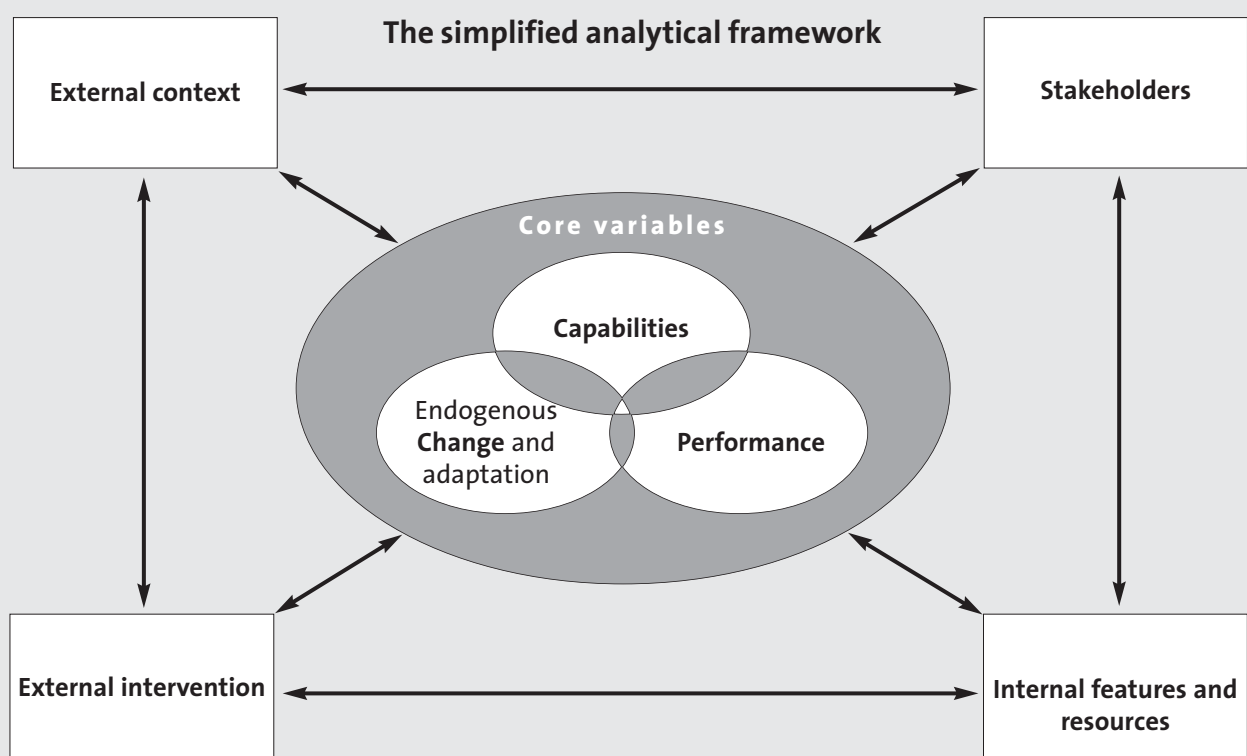 The simplified analytical framework
External context
Stakeholders
Core variables
Capabilities
Endogenous
Change and
adaptation
Performance
External intervention
Internal features and
resources